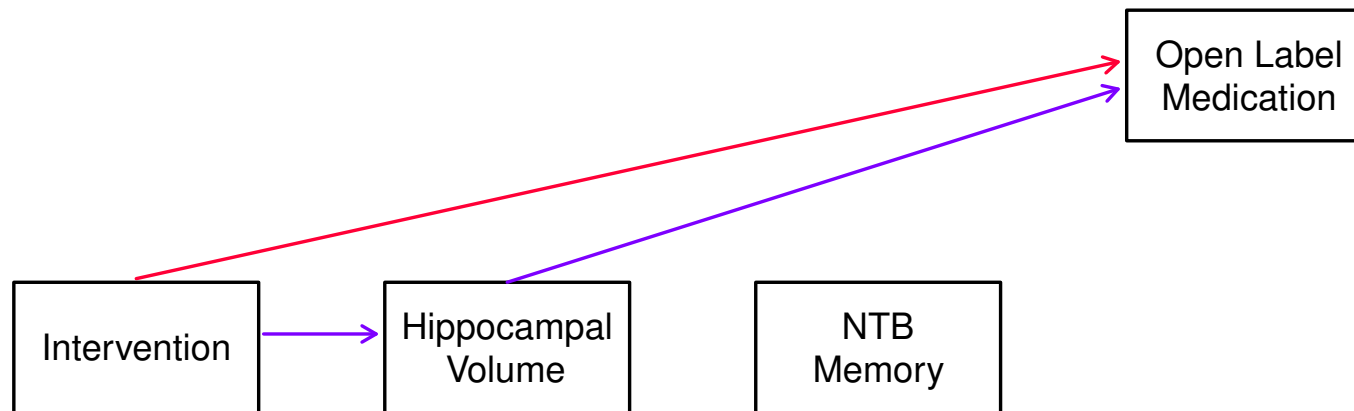 Open Label
Medication
Intervention
Hippocampal
Volume
NTB
Memory